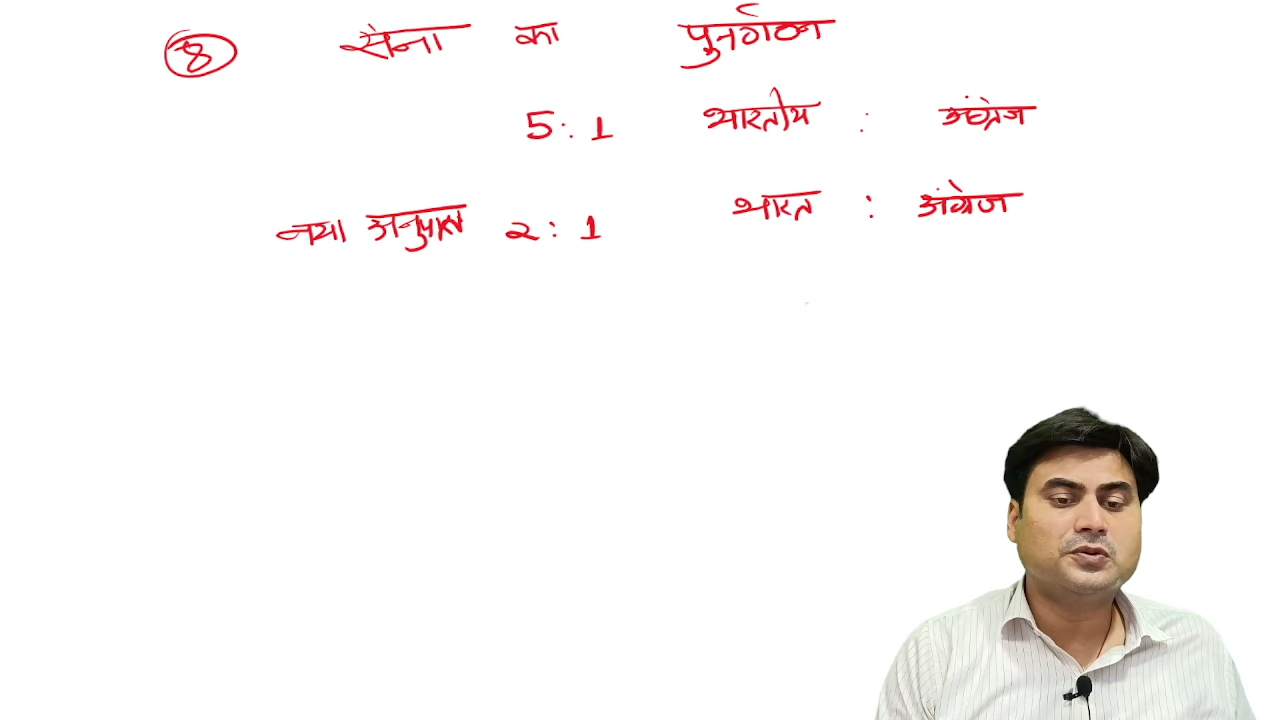 8 सेना का पुनर्गठन
5 : 1 भारतीय : अंग्रेज
नया अनुपात 2 : 1 भारत : अंग्रेज